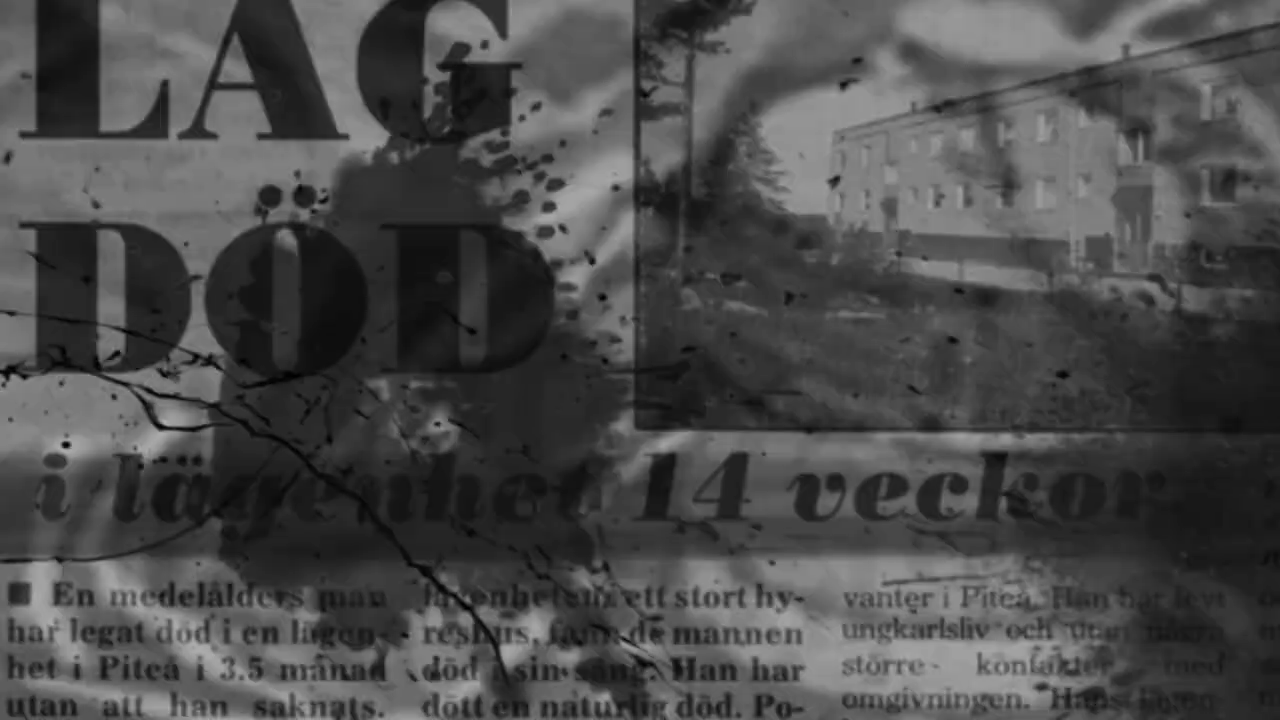 LÅG
DÖD
i lägenhet 14 veckor
En medelålders man
har legat död i en lägen-
het i Piteå i 3.5 månad
utan att han saknats.
lägenheten i ett stort hy-
reshus, fann de mannen
död i sin säng. Han har
dött en naturlig död. Po-
vanter i Piteå. Han har levt
ungkarlsliv och utan några
större kontakter med
omgivningen. Hans lägen-